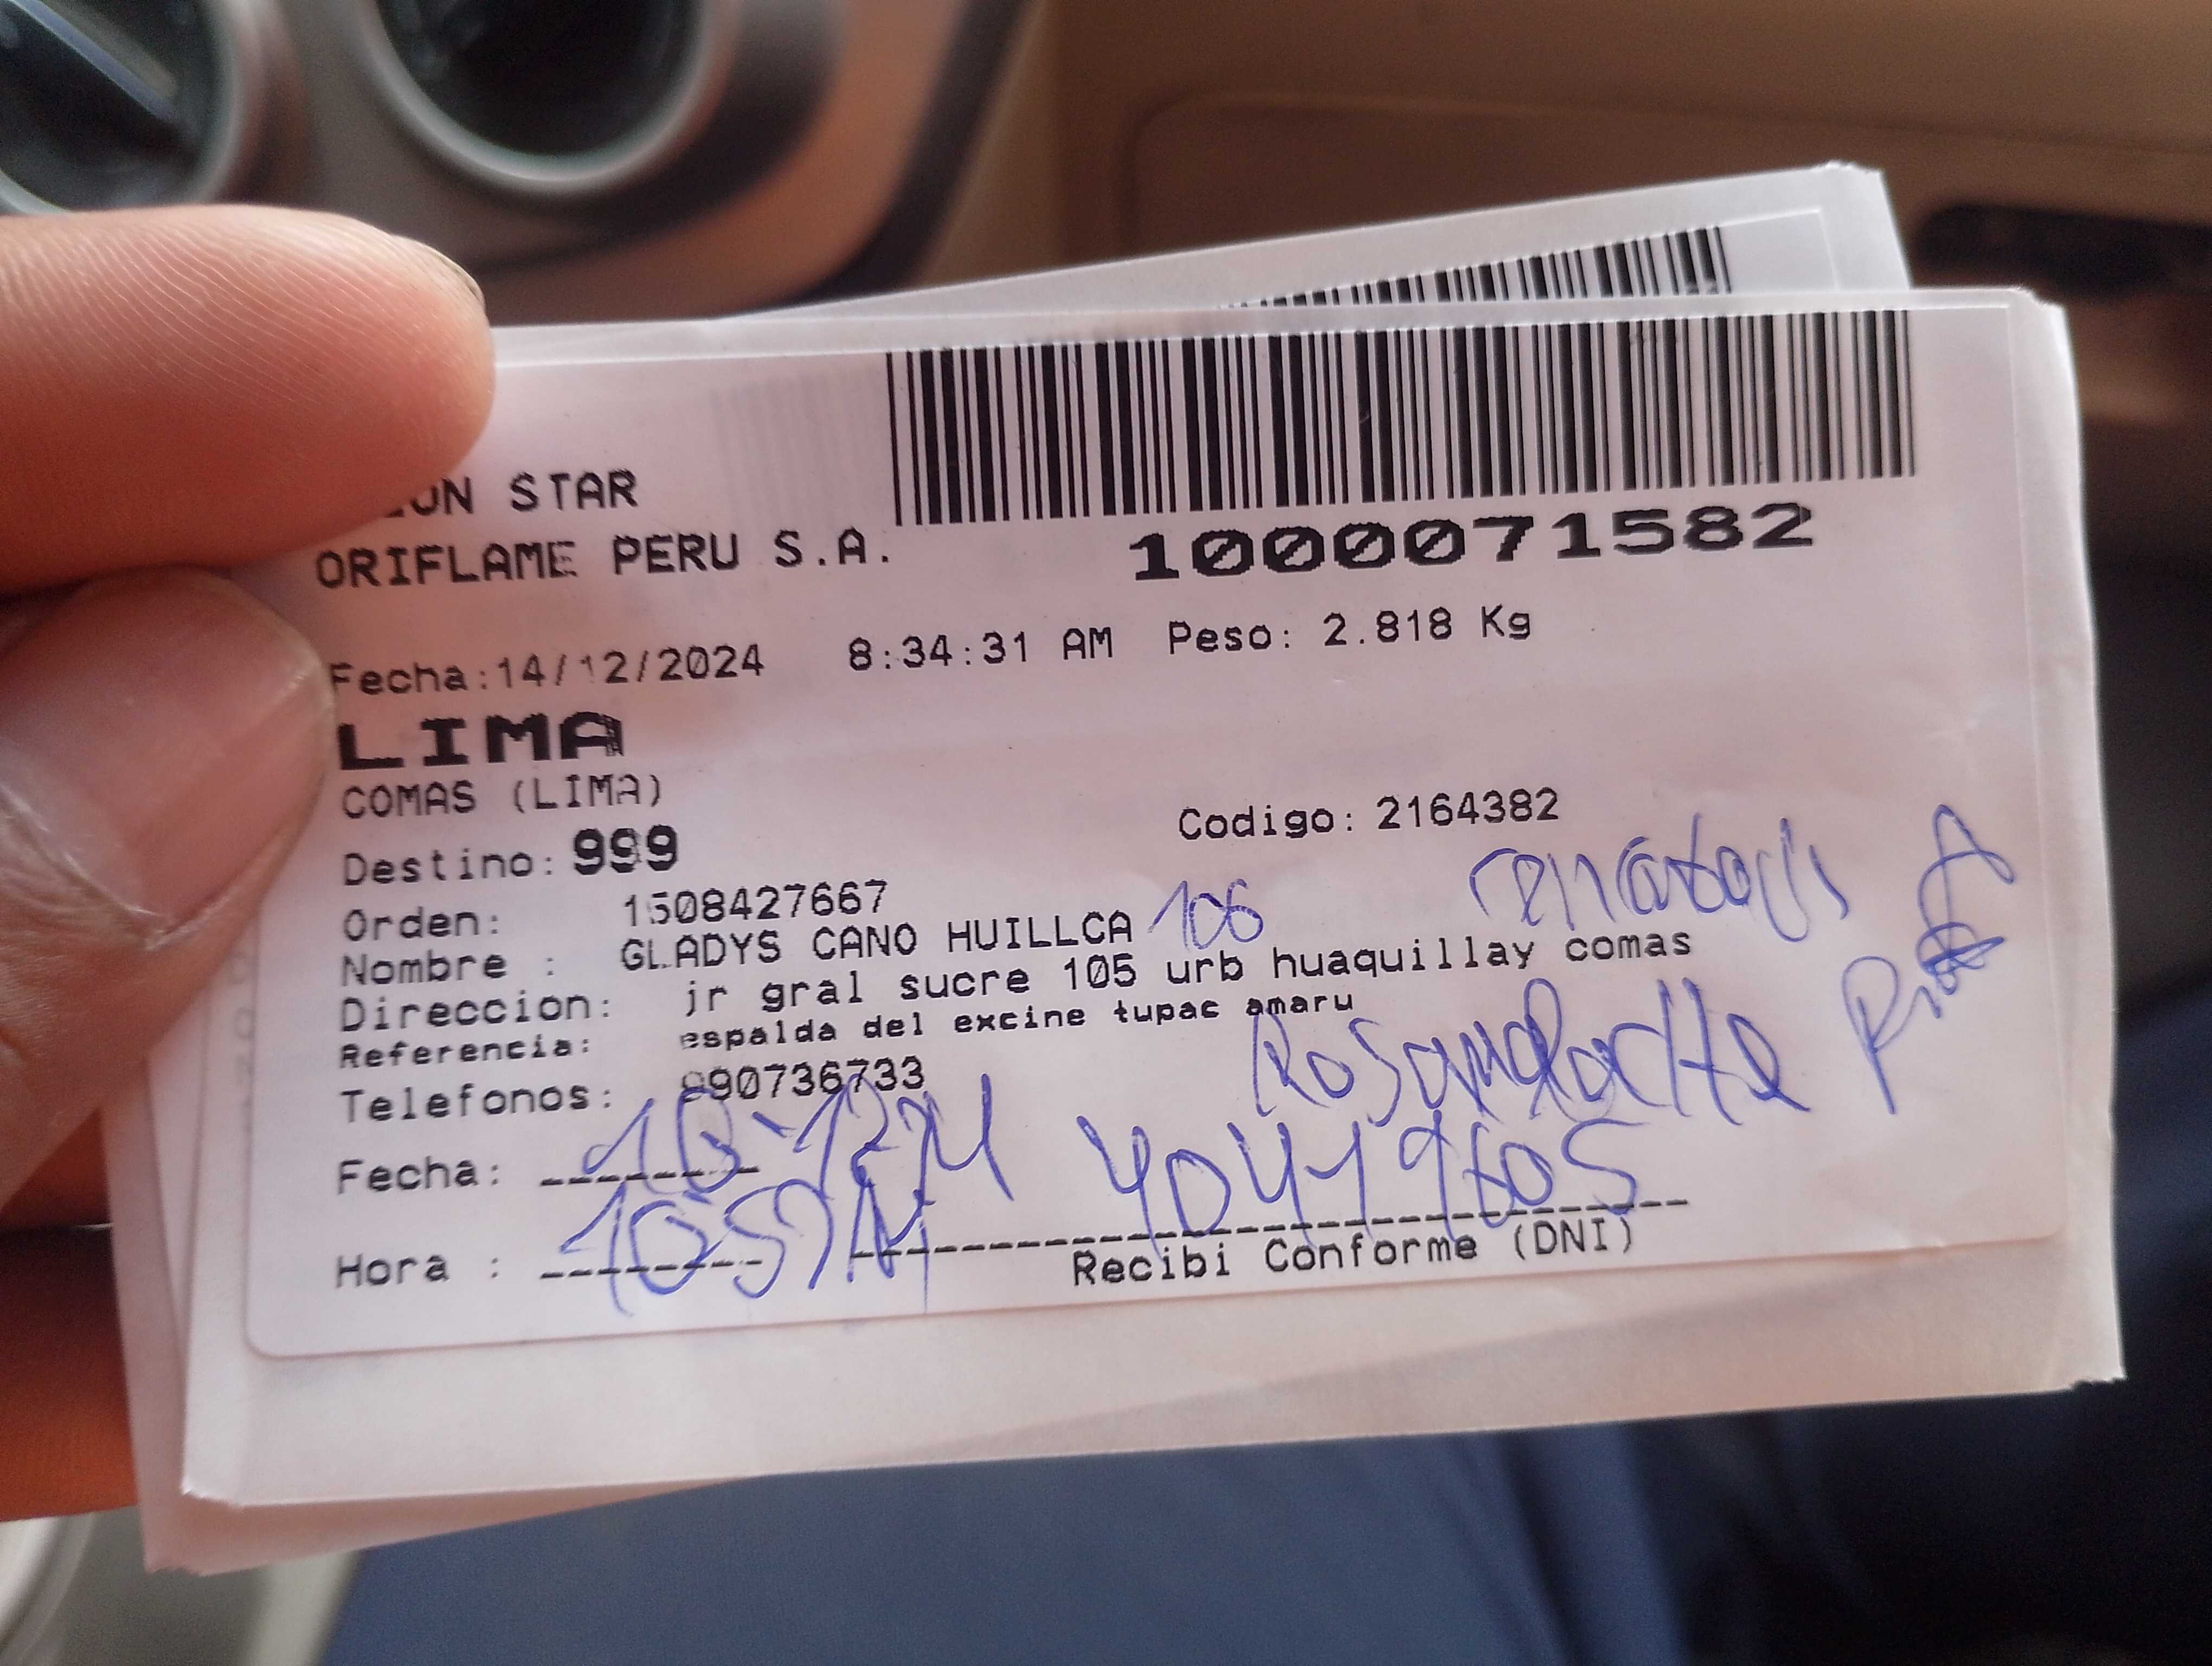 STAR
ORIFLAME PERU S.A.
1000071582
Fecha:14/12/2024 8:34:31 AM Peso: 2.818 Kg
LIMA
COMAS (LIMA)
Codigo: 2164382
Destino: 999
Orden: 1508427667
Nombre : GLADYS CANO HUILLCA 106
Direccion: jr gral sucre 105 urb huaquillay comas
Referencia: espalda del excine tupac amaru
Telefonos: 990736733
Fecha:
Hora :
Recibi Conforme (DNI)